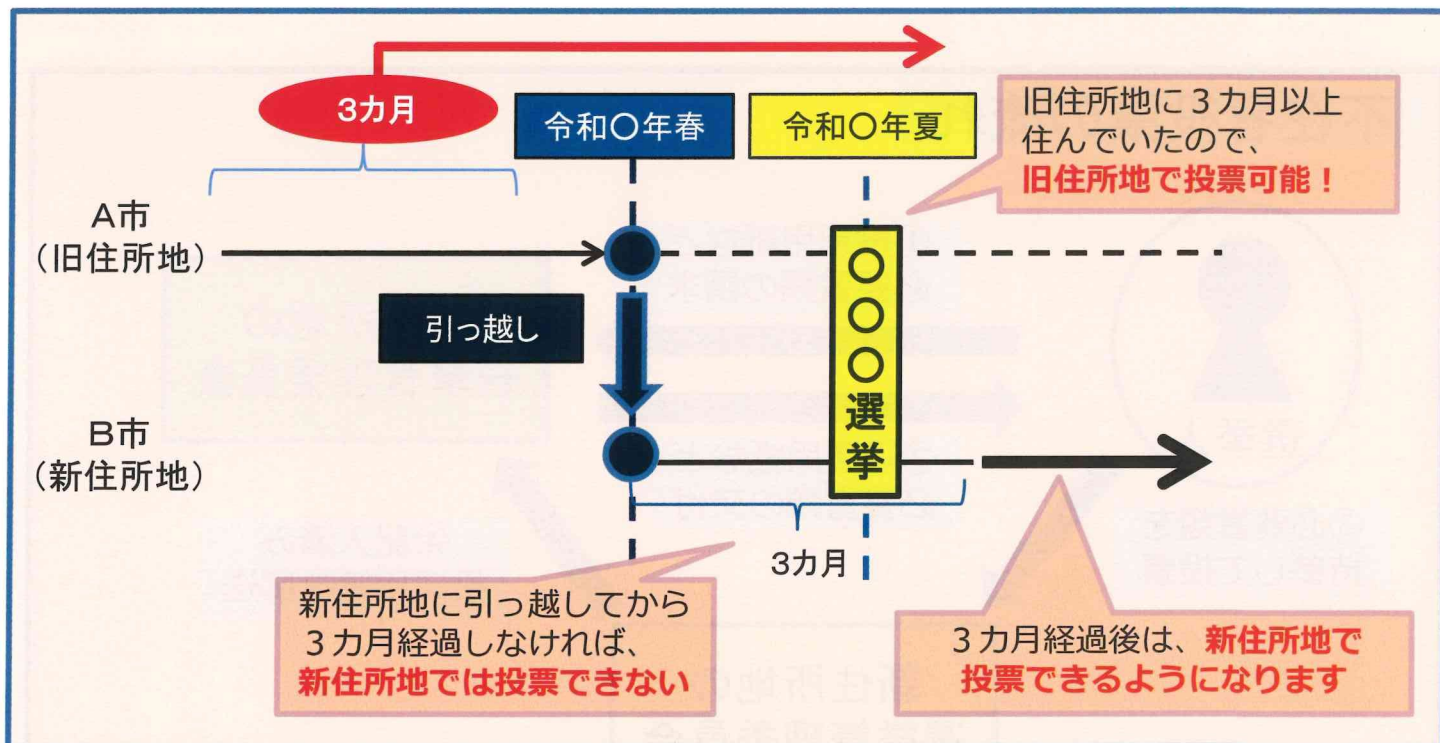 3カ月
令和〇年春
令和〇年夏
旧住所地に3カ月以上
住んでいたので、
旧住所地で投票可能！
A市
（旧住所地）
引っ越し
〇〇〇選挙
B市
（新住所地）
3カ月
新住所地に引っ越してから
3カ月経過しなければ、
新住所地では投票できない
3カ月経過後は、新住所地で
投票できるようになります